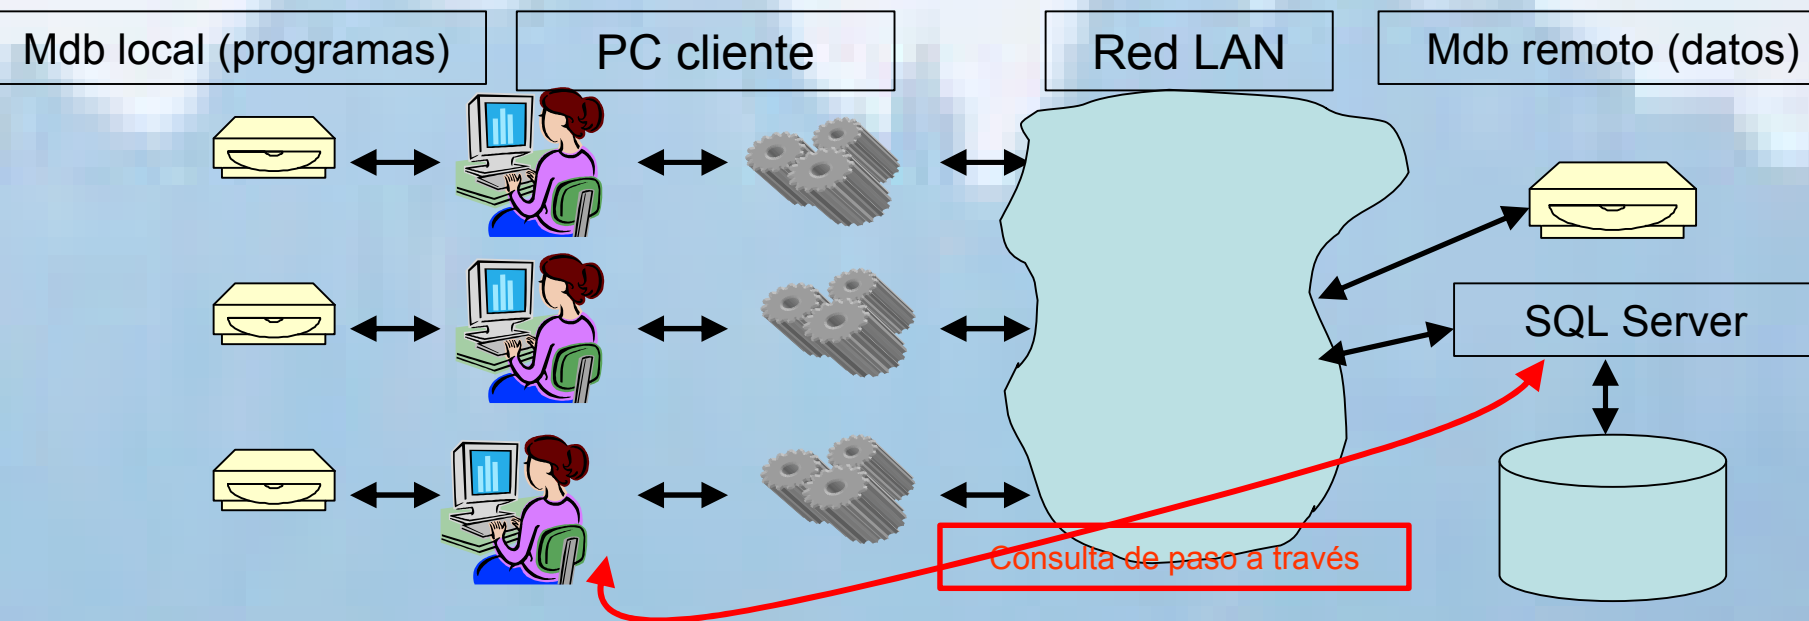 Mdb local (programas)
PC cliente
Red LAN
Mdb remoto (datos)
SQL Server
Consulta de paso a través